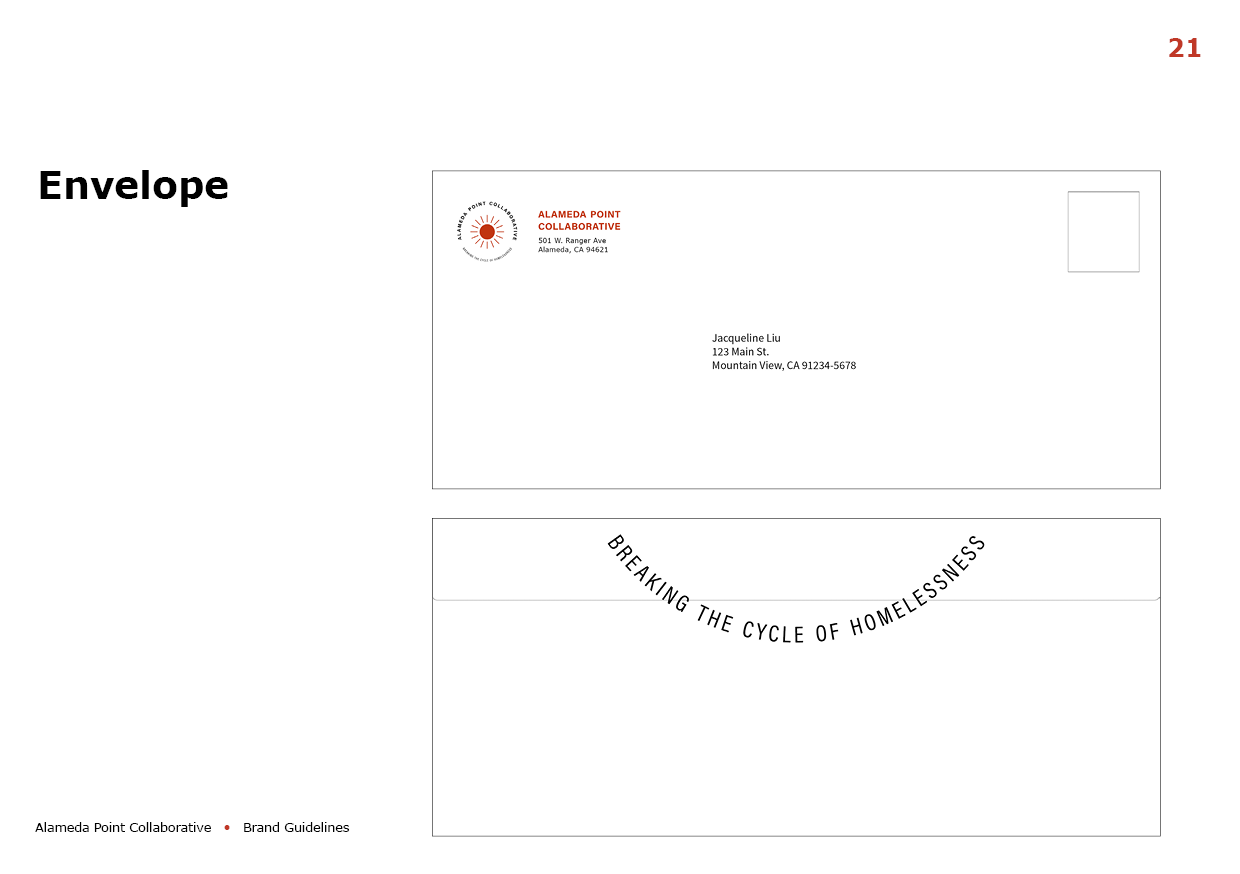 21
Envelope
ALAMEDA POINT COLLABORATIVE
BREAKING THE CYCLE OF HOMELESSNESS
ALAMEDA POINT
COLLABORATIVE
501 W. Ranger Ave
Alameda, CA 94621
Jacqueline Liu
123 Main St.
Mountain View, CA 91234-5678
BREAKING THE CYCLE OF HOMELESSNESS
Alameda Point Collaborative • Brand Guidelines